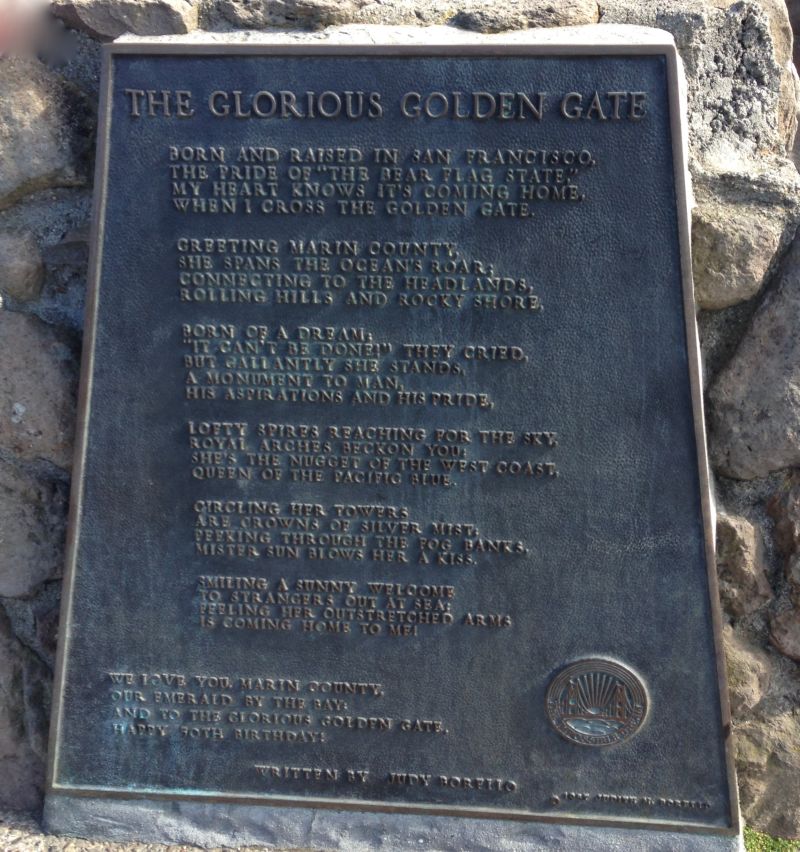 THE GLORIOUS GOLDEN GATE
BORN AND RAISED IN SAN FRANCISCO,
THE PRIDE OF "THE BEAR FLAG STATE,"
MY HEART KNOWS IT'S COMING HOME,
WHEN I CROSS THE GOLDEN GATE.
GREETING MARIN COUNTY,
SHE SPANS THE OCEAN'S ROAR;
CONNECTING TO THE HEADLANDS,
ROLLING HILLS AND ROCKY SHORE.
BORN OF A DREAM;
"IT CAN'T BE DONE!" THEY CRIED,
BUT GALLANTLY SHE STANDS,
A MONUMENT TO MAN,
HIS ASPIRATIONS AND HIS PRIDE,
LOFTY SPIRES REACHING FOR THE SKY,
ROYAL ARCHES BECKON YOU;
SHE'S THE NUGGET OF THE WEST COAST,
QUEEN OF THE PACIFIC BLUE.
CIRCLING HER TOWERS
ARE CROWNS OF SILVER MIST;
PEEKING THROUGH THE FOG BANKS,
MISTER SUN BLOWS HER A KISS.
SMILING A SUNNY WELCOME
TO STRANGERS OUT AT SEA;
FEELING HER OUTSTRETCHED ARMS
IS COMING HOME TO ME!
WE LOVE YOU, MARIN COUNTY,
OUR EMERALD BY THE BAY;
AND TO THE GLORIOUS GOLDEN GATE,
HAPPY 50TH BIRTHDAY!
WRITTEN BY JUDY BORELLO
© 1987 JUDITH